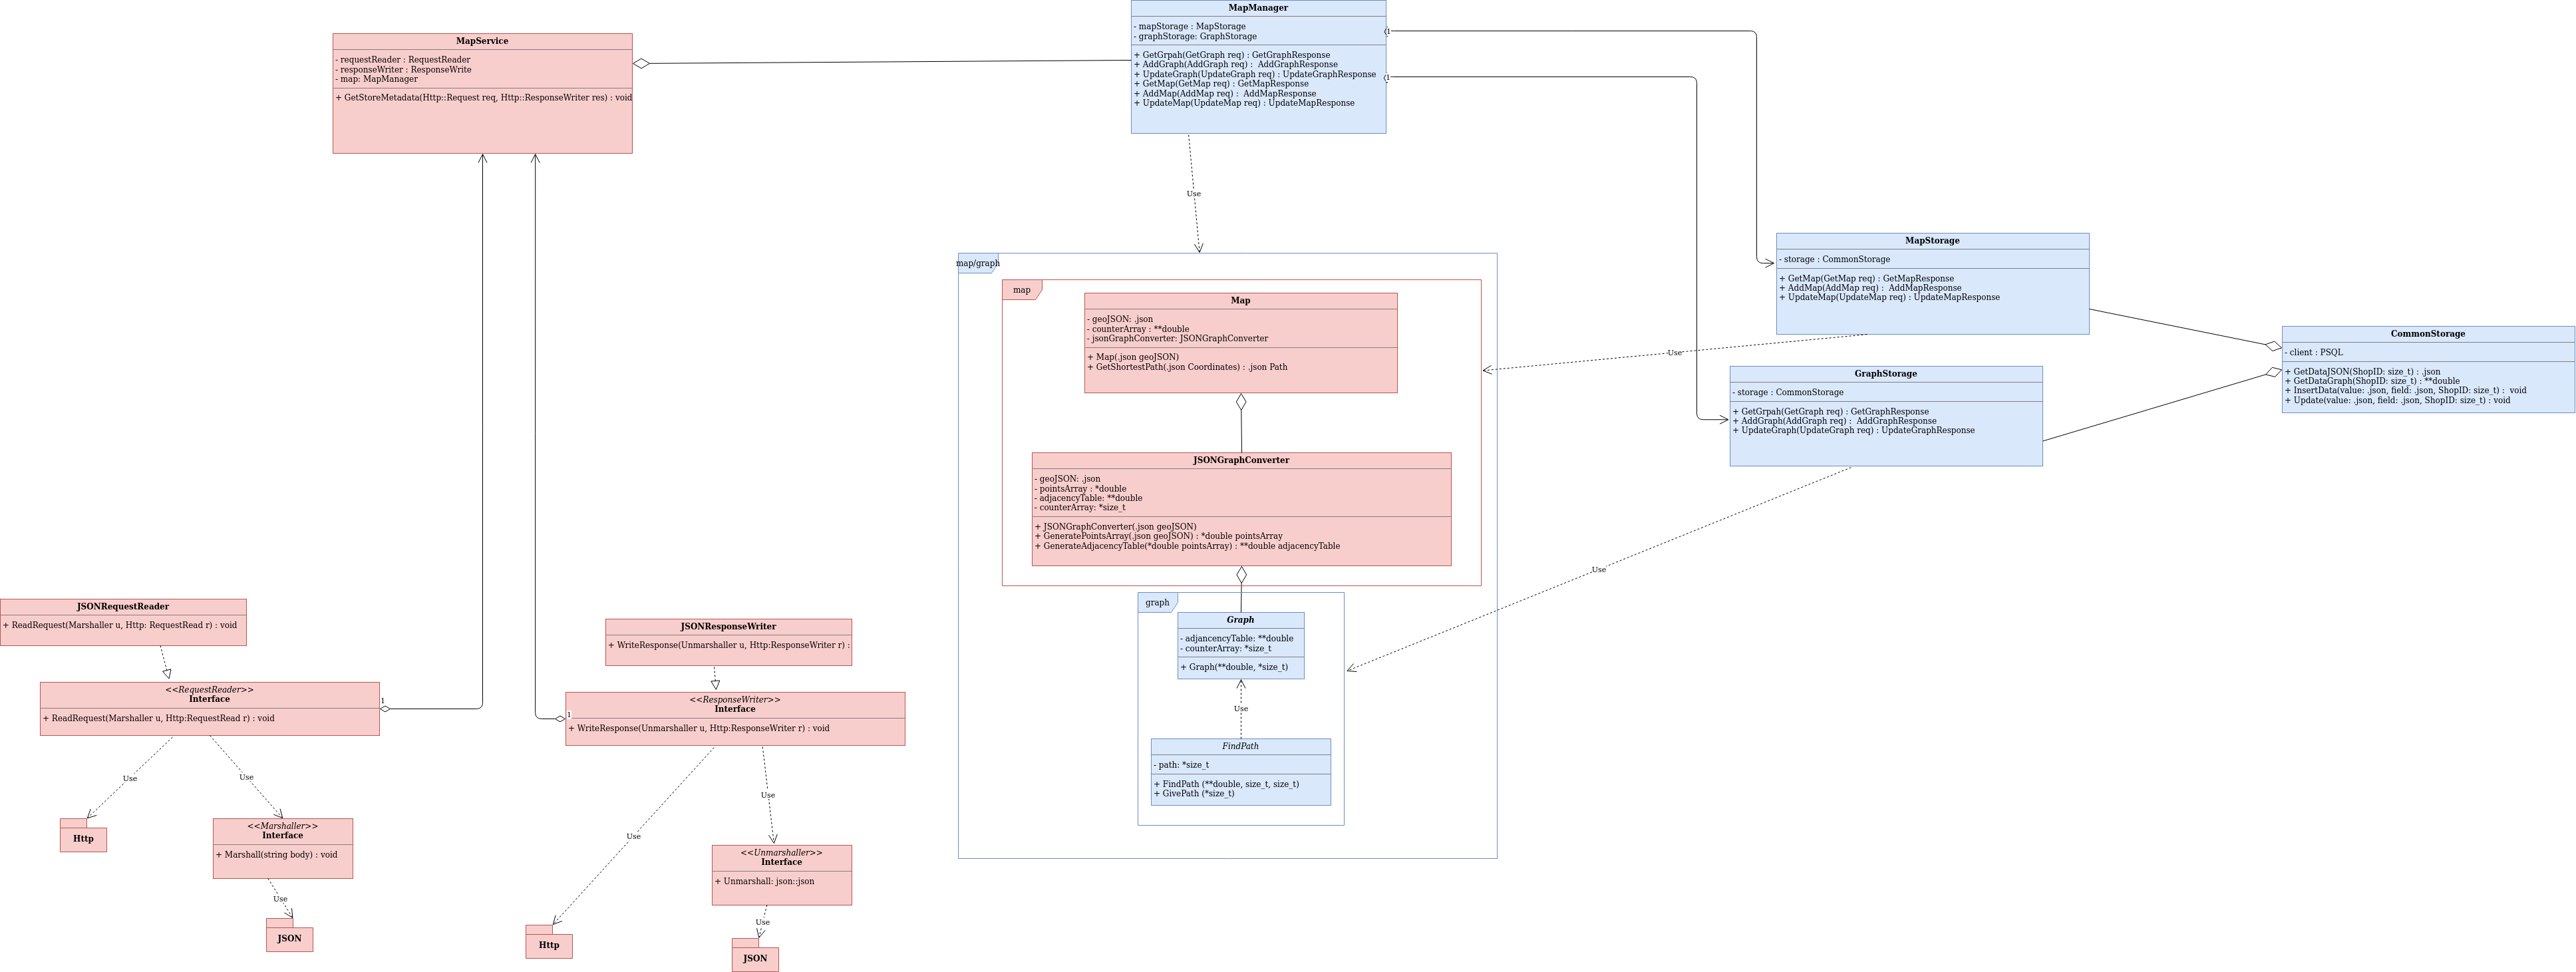 MapManager
- mapStorage : MapStorage
- graphStorage: GraphStorage
+ GetGrpah(GetGraph req) : GetGraphResponse
+ AddGraph(AddGraph req) :  AddGraphResponse
+ UpdateGraph(UpdateGraph req) : UpdateGraphResponse
+ GetMap(GetMap req) : GetMapResponse
+ AddMap(AddMap req) :  AddMapResponse
+ UpdateMap(UpdateMap req) : UpdateMapResponse
1
1
MapService
- requestReader : RequestReader
- responseWriter : ResponseWrite
- map: MapManager
+ GetStoreMetadata(Http::Request req, Http::ResponseWriter res) : void
Use
MapStorage
- storage : CommonStorage
+ GetMap(GetMap req) : GetMapResponse
+ AddMap(AddMap req) :  AddMapResponse
+ UpdateMap(UpdateMap req) : UpdateMapResponse
map/graph
map
Map
- geoJSON: .json
- counterArray : **double
- jsonGraphConverter: JSONGraphConverter
+ Map(.json geoJSON)
+ GetShortestPath(.json Coordinates) : .json Path
Use
CommonStorage
- client : PSQL
+ GetDataJSON(ShopID: size_t) : .json
+ GetDataGraph(ShopID: size_t) : **double
+ InsertData(value: .json, field: .json, ShopID: size_t) :  void
+ Update(value: .json, field: .json, ShopID: size_t) : void
GraphStorage
- storage : CommonStorage
+ GetGrpah(GetGraph req) : GetGraphResponse
+ AddGraph(AddGraph req) :  AddGraphResponse
+ UpdateGraph(UpdateGraph req) : UpdateGraphResponse
JSONGraphConverter
- geoJSON: .json
- pointsArray : *double
- adjacencyTable: **double
- counterArray: *size_t
+ JSONGraphConverter(.json geoJSON)
+ GeneratePointsArray(.json geoJSON) : *double pointsArray
+ GenerateAdjacencyTable(*double pointsArray) : **double adjacencyTable
Use
JSONRequestReader
+ ReadRequest(Marshaller u, Http: RequestRead r) : void
JSONResponseWriter
+ WriteResponse(Unmarshaller u, Http:ResponseWriter r) :
graph
Graph
- adjancencyTable: **double
- counterArray: *size_t
+ Graph(**double, *size_t)
<<RequestReader>>
Interface
+ ReadRequest(Marshaller u, Http:RequestRead r) : void
1
<<ResponseWriter>>
Interface
+ WriteResponse(Unmarshaller u, Http:ResponseWriter r) : void
1
Use
FindPath
- path: *size_t
+ FindPath (**double, size_t, size_t)
+ GivePath (*size_t)
Use
Use
Use
Use
Http
<<Marshaller>>
Interface
+ Marshall(string body) : void
<<Unmarshaller>>
Interface
+ Unmarshall: json::json
Use
JSON
Use
Http
JSON